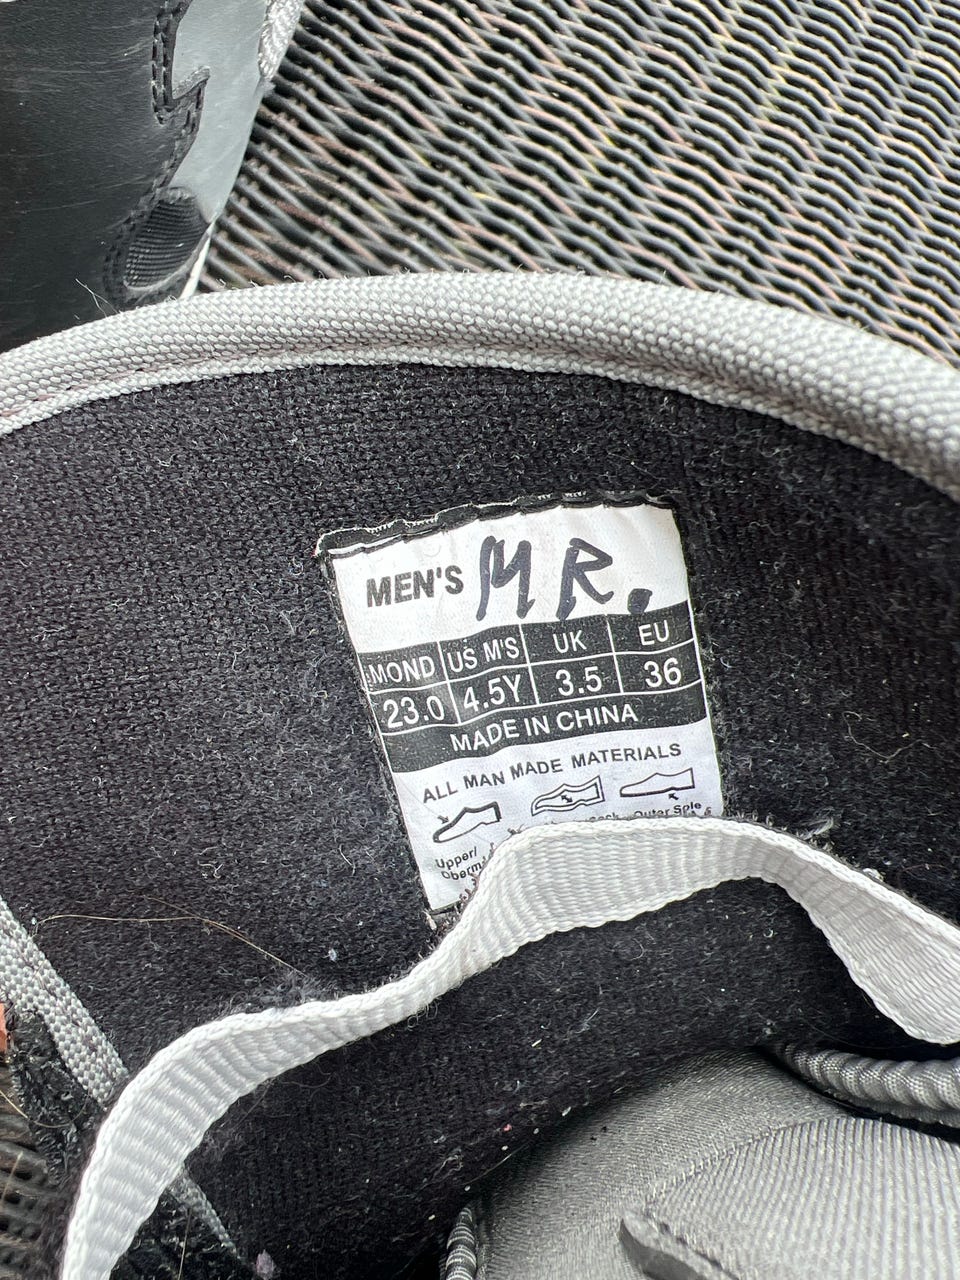 MEN'S MR.
MOND US M'S UK EU
23.0 4.5Y 3.5 36
MADE IN CHINA
ALL MAN MADE MATERIALS
Upper/ Outer Sole